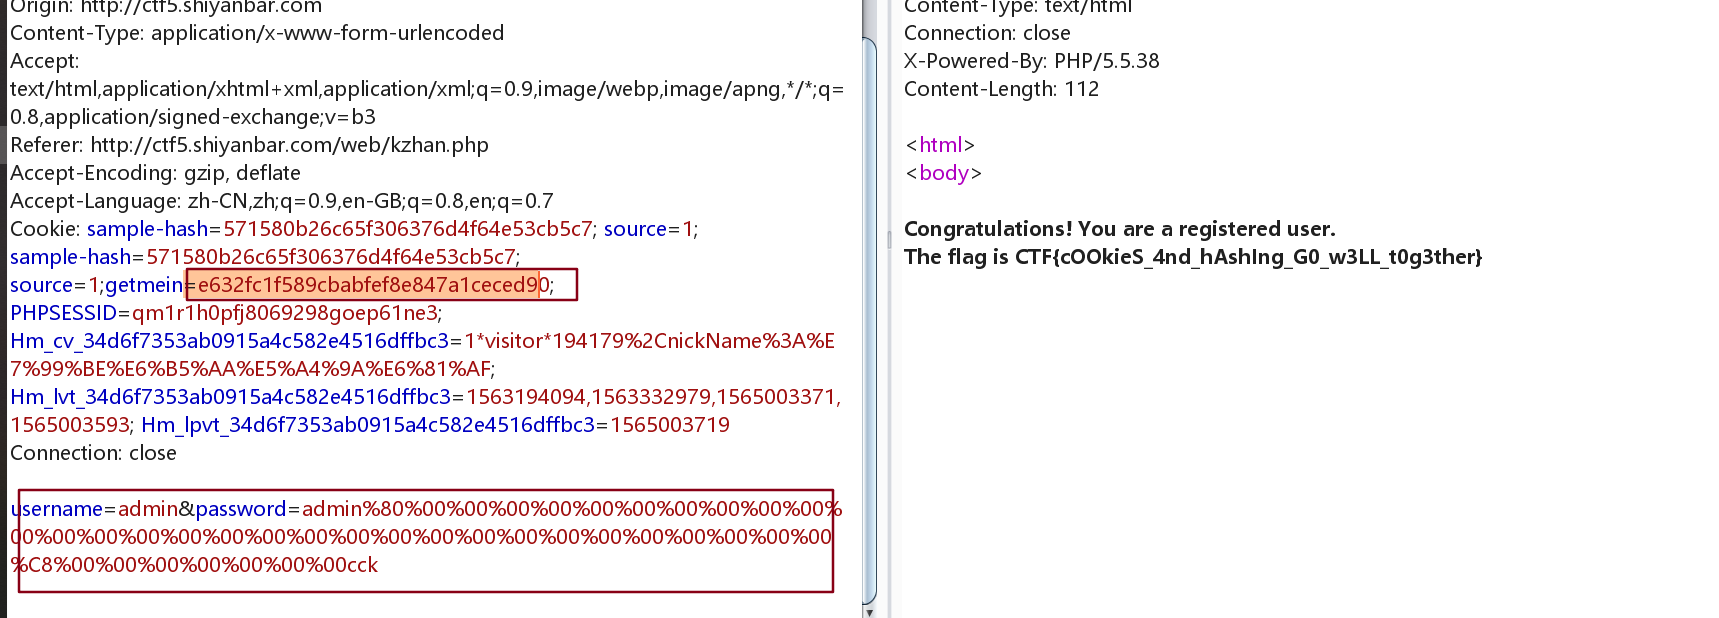 Origin: http://ctf5.shiyanbar.com
Content-Type: application/x-www-form-urlencoded
Accept:
text/html,application/xhtml+xml,application/xml;q=0.9,image/webp,image/apng,*/*;q=
0.8,application/signed-exchange;v=b3
Referer: http://ctf5.shiyanbar.com/web/kzhan.php
Accept-Encoding: gzip, deflate
Accept-Language: zh-CN,zh;q=0.9,en-GB;q=0.8,en;q=0.7
Cookie: sample-hash=571580b26c65f306376d4f64e53cb5c7; source=1;
sample-hash=571580b26c65f306376d4f64e53cb5c7;
source=1;getmein=e632fc1f589cbabfef8e847a1ceced90;
PHPSESSID=qm1r1h0pfj8069298goep61ne3;
Hm_cv_34d6f7353ab0915a4c582e4516dffbc3=1*visitor*194179%2CnickName%3A%E
7%99%BE%E6%B5%AA%E5%A4%9A%E6%81%AF;
Hm_lvt_34d6f7353ab0915a4c582e4516dffbc3=1563194094,1563332979,1565003371,
1565003593; Hm_lpvt_34d6f7353ab0915a4c582e4516dffbc3=1565003719
Connection: close
username=admin&password=admin%80%00%00%00%00%00%00%00%00%00%00%
00%00%00%00%00%00%00%00%00%00%00%00%00%00%00%00%00%00%00
%C8%00%00%00%00%00%00%00cck
Content-Type: text/html
Connection: close
X-Powered-By: PHP/5.5.38
Content-Length: 112
<html>
<body>
Congratulations! You are a registered user.
The flag is CTF{cOOkieS_4nd_hAshIng_G0_w3LL_t0g3ther}